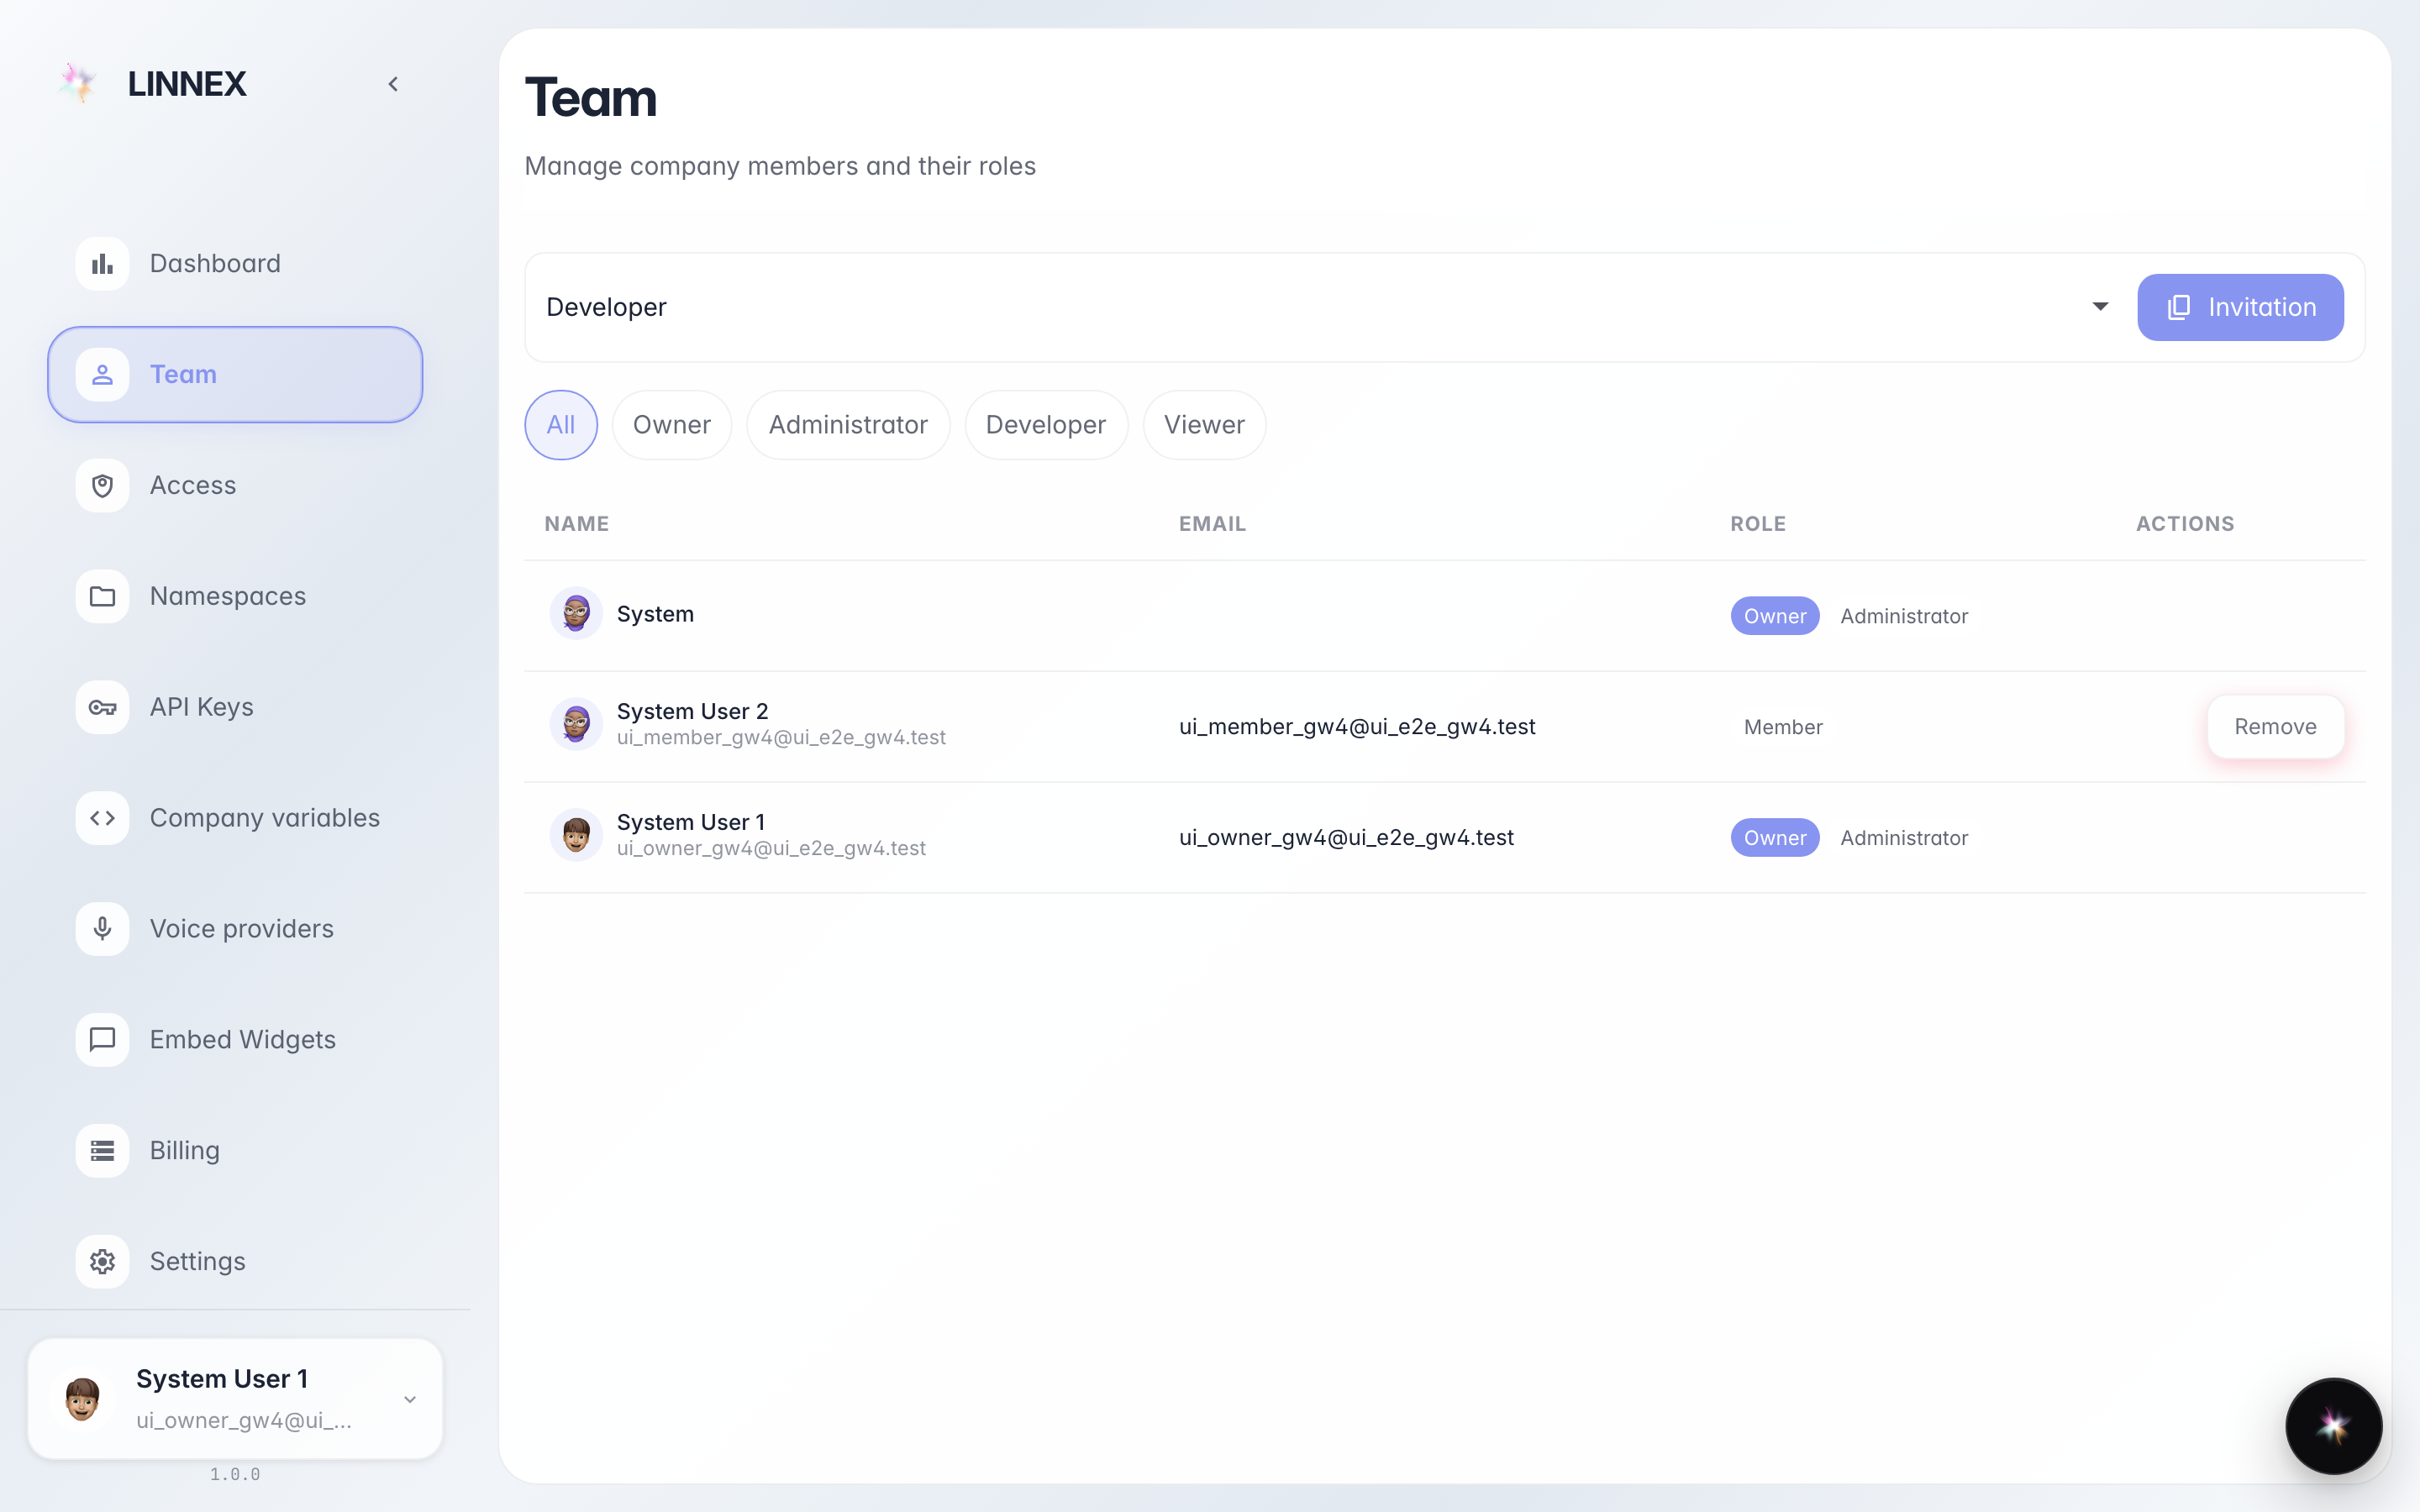 LINNEX
Dashboard
Team
Access
Namespaces
API Keys
Company variables
Voice providers
Embed Widgets
Billing
Settings
System User 1
ui_owner_gw4@ui_...
1.0.0
Team
Manage company members and their roles
Developer
Invitation
All Owner Administrator Developer Viewer
NAME EMAIL ROLE ACTIONS
System Owner Administrator
System User 2
ui_member_gw4@ui_e2e_gw4.test ui_member_gw4@ui_e2e_gw4.test Member Remove
System User 1
ui_owner_gw4@ui_e2e_gw4.test ui_owner_gw4@ui_e2e_gw4.test Owner Administrator